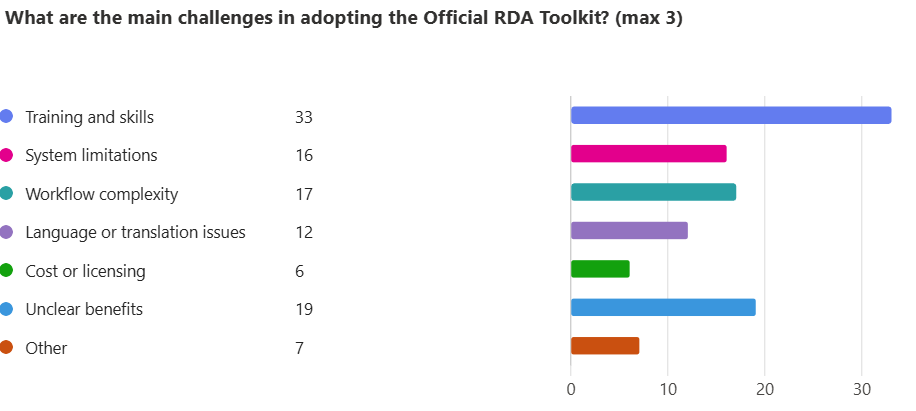 What are the main challenges in adopting the Official RDA Toolkit? (max 3)
Training and skills 33
System limitations 16
Workflow complexity 17
Language or translation issues 12
Cost or licensing 6
Unclear benefits 19
Other 7
0 10 20 30